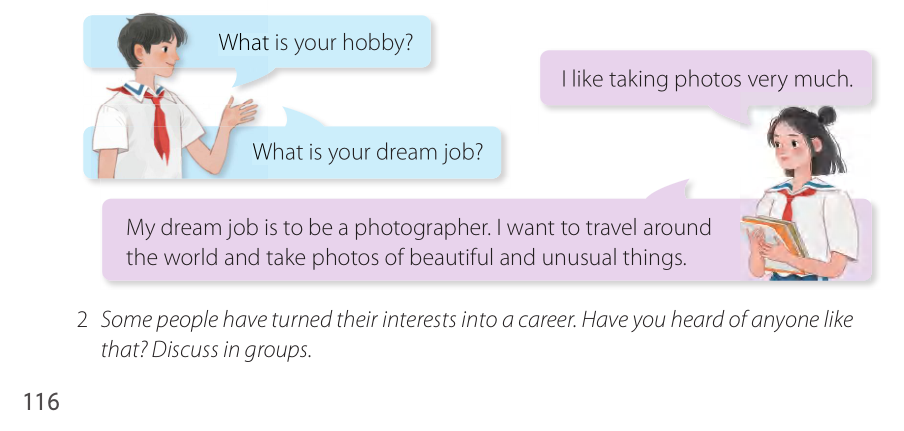 What is your hobby?
I like taking photos very much.
What is your dream job?
My dream job is to be a photographer. I want to travel around
the world and take photos of beautiful and unusual things.
2 Some people have turned their interests into a career. Have you heard of anyone like
that? Discuss in groups.
116